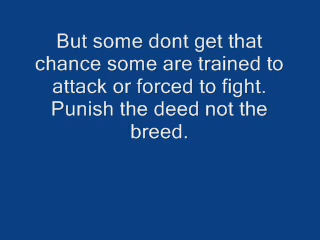 But some dont get that
chance some are trained to
attack or forced to fight.
Punish the deed not the
breed.